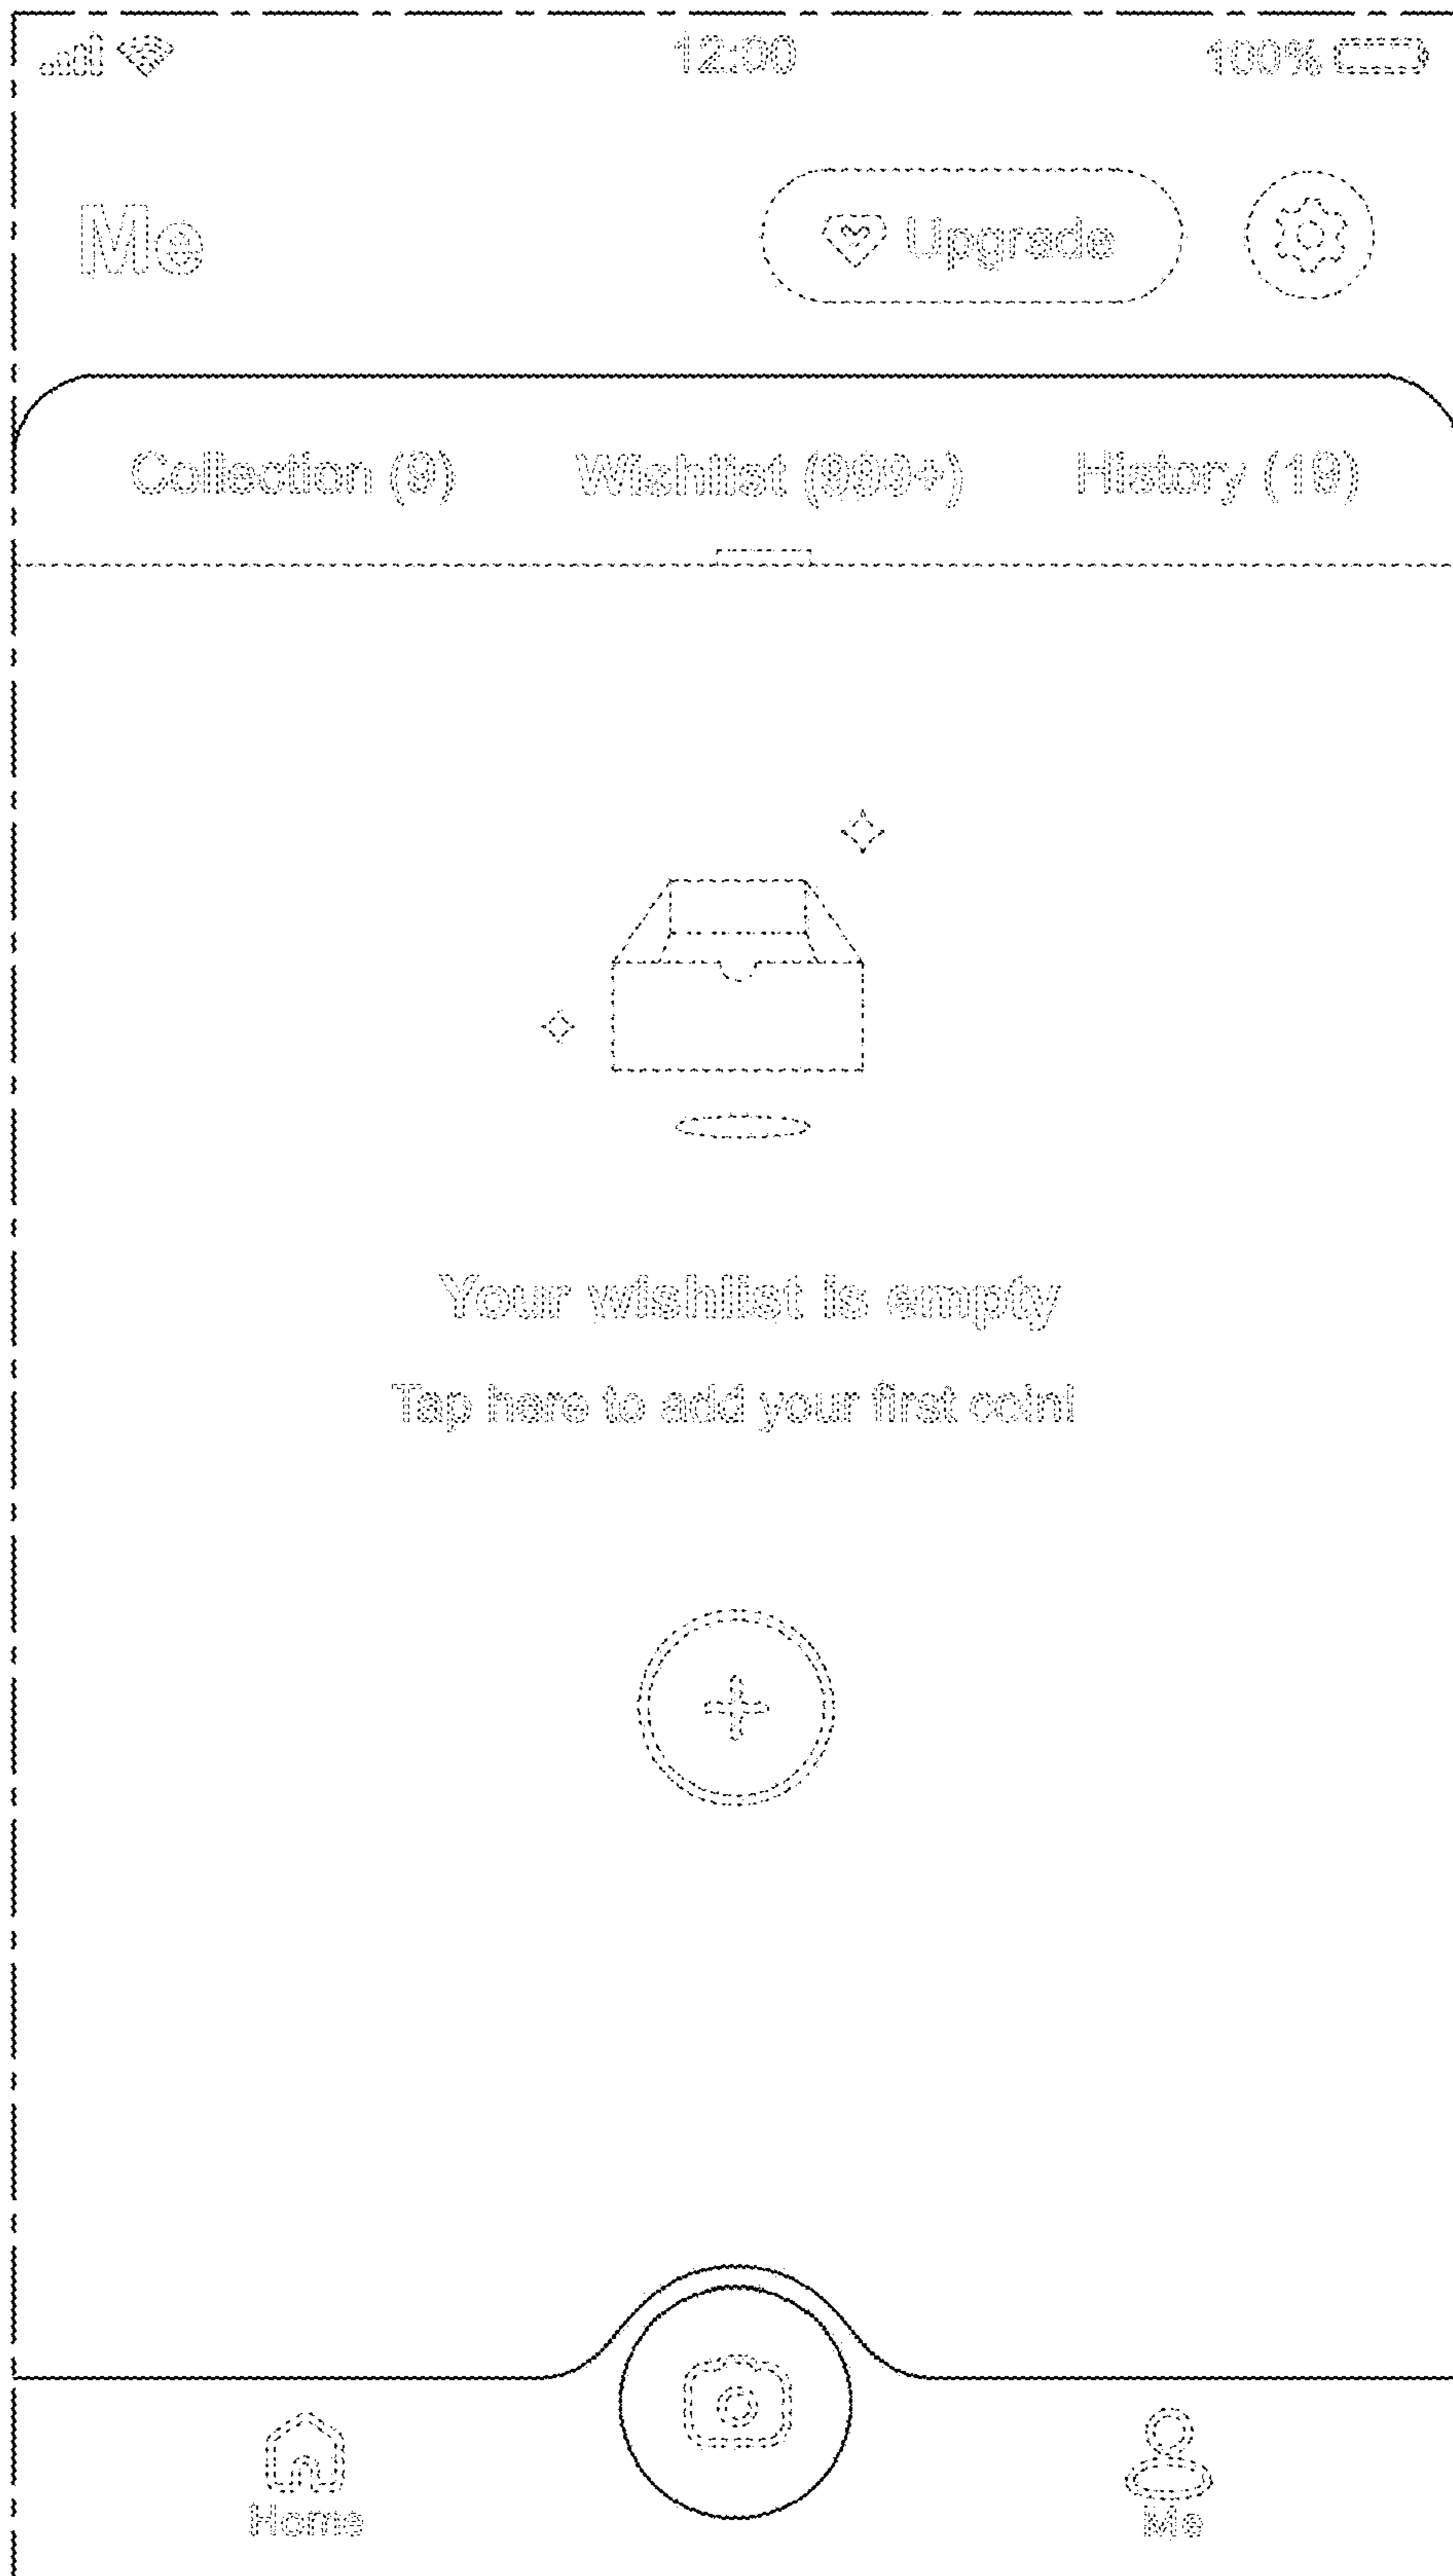 12:00 100%
Me Upgrade
Collection (9) Wishlist (999+) History (19)
Your wishlist is empty
Tap here to add your first coin!
Home Me